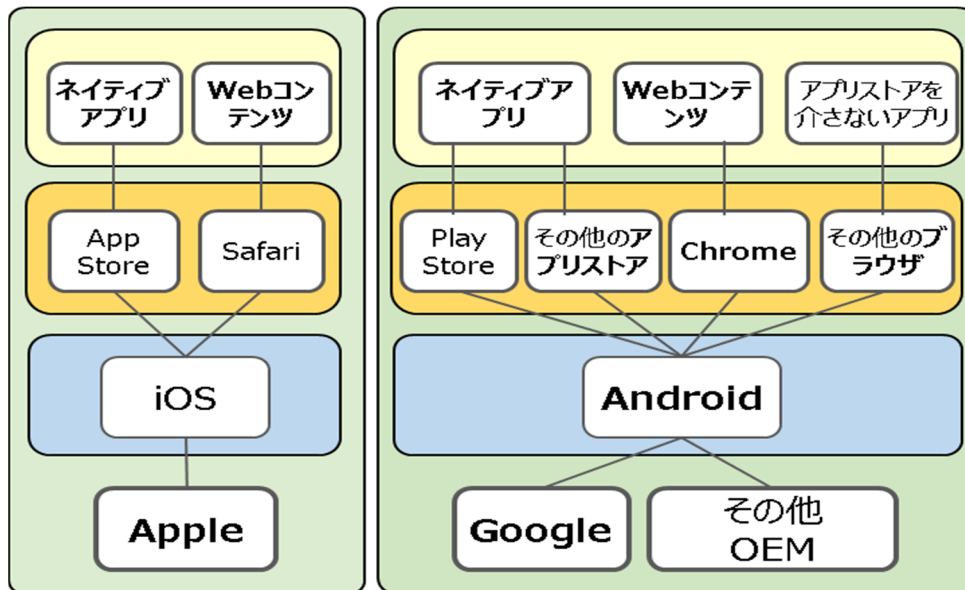 ネイティブ
アプリ
Webコン
テンツ
App
Store
Safari
iOS
Apple
ネイティブア
プリ
Webコンテ
ンツ
アプリストアを
介さないアプリ
Play
Store
その他のア
プリストア
Chrome
その他のブ
ラウザ
Android
Google
その他
OEM